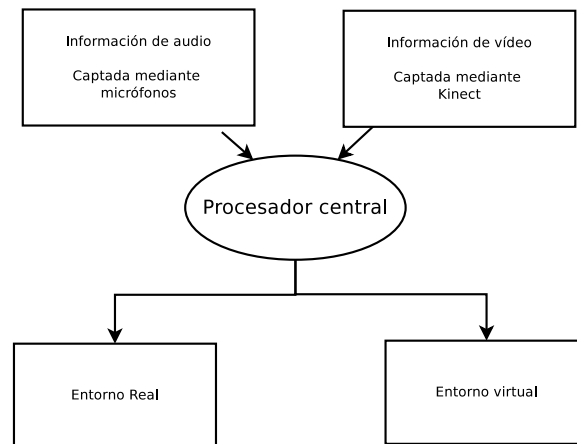 Información de audio
Captada mediante
micrófonos
Información de vídeo
Captada mediante
Kinect
Procesador central
Entorno Real
Entorno virtual